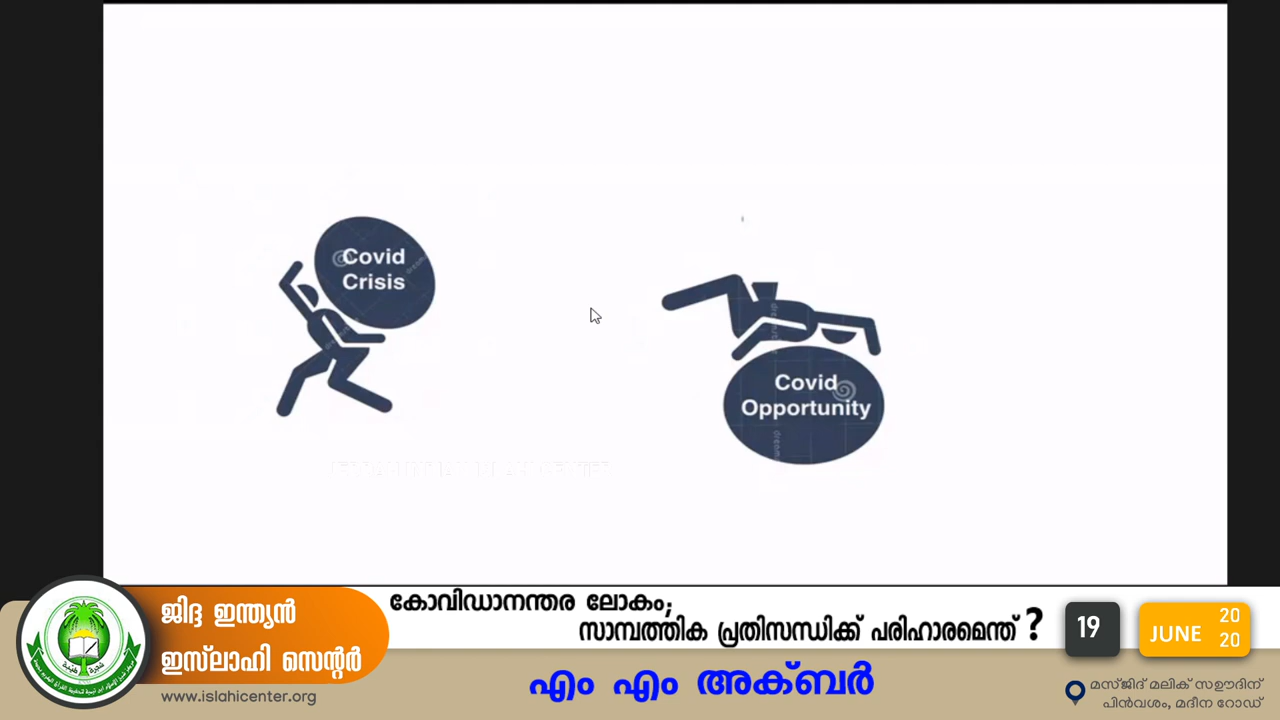 Covid
Crisis
Covid
Opportunity
ജിദ്ദ ഇന്ത്യൻ
ഇസ്‌ലാഹി സെന്റർ
www.islahicenter.org
കോവിഡാനന്തര ലോകം;
സാമ്പത്തിക പ്രതിസന്ധിക്ക് പരിഹാരമെന്ത് ?
എം എം അക്ബർ
19
JUNE
20
20
മസ്ജിദ് മലിക് സഊദിന്
പിൻവശം, മദീന റോഡ്